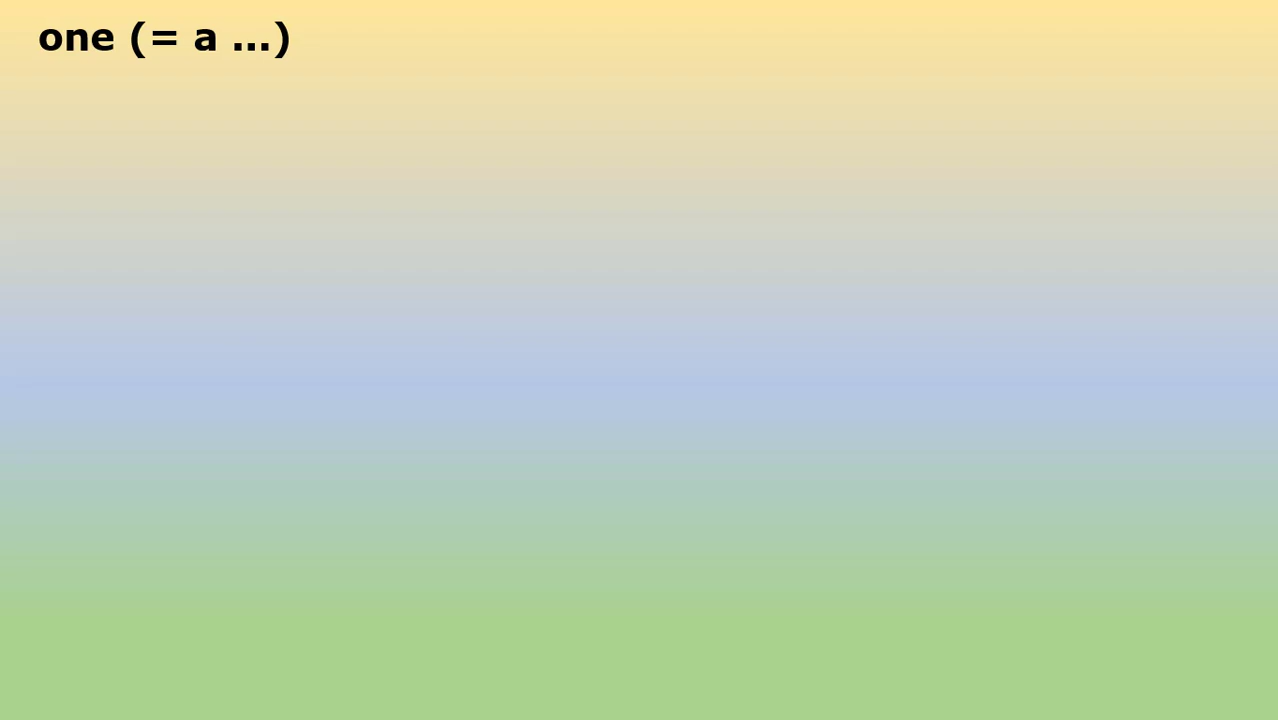 one (= a ...)